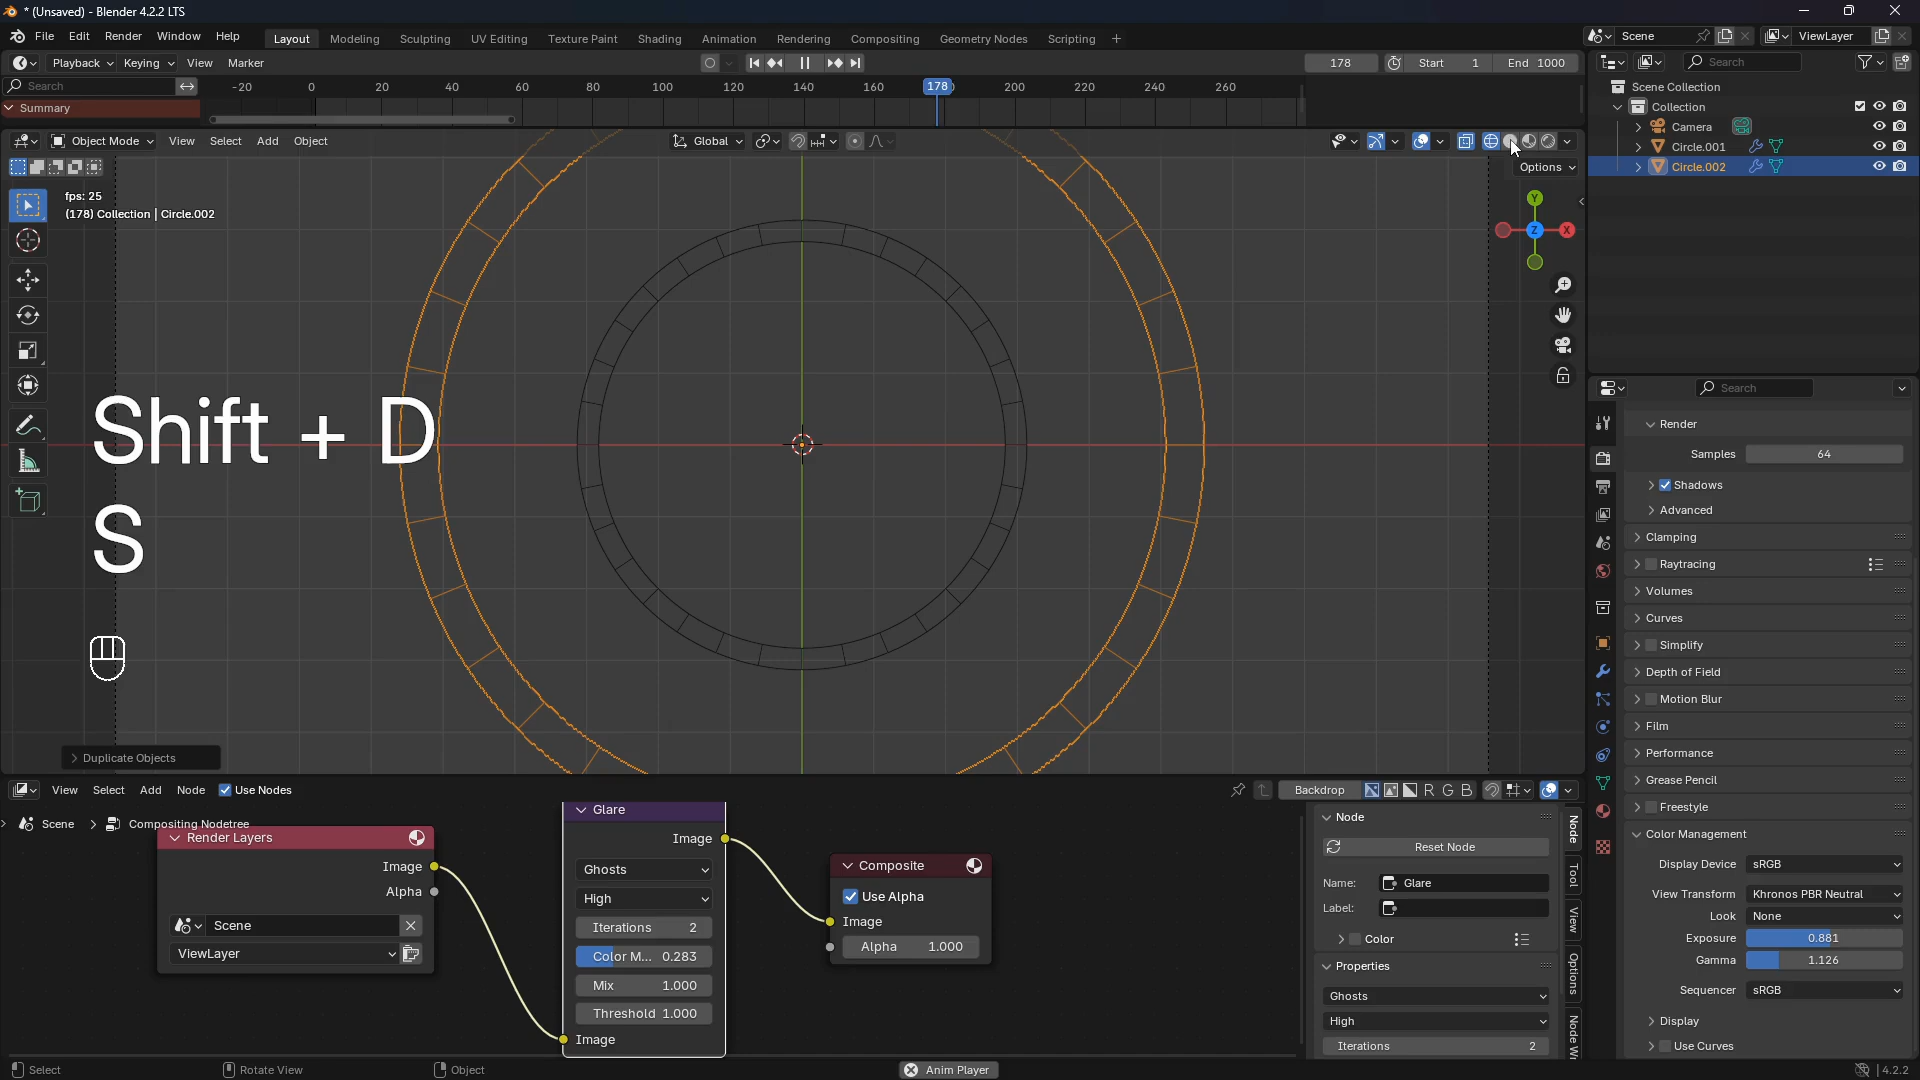 * (Unsaved) - Blender 4.2.2 LTS
File Edit Render Window Help Layout Modeling Sculpting UV Editing Texture Paint Shading Animation Rendering Compositing Geometry Nodes Scripting + Scene ViewLayer
Playback Keying View Marker 178 Start 1 End 1000 Search
Search -20 0 20 40 60 80 100 120 140 160 178 200 220 240 260
Summary
Scene Collection
Collection
Camera
Circle.001
Circle.002
Object Mode View Select Add Object Global
Options
fps: 25
(178) Collection | Circle.002
Y
Z X
Shift + D
S
Duplicate Objects
Search
Render
Samples 64
Shadows
Advanced
Clamping
Raytracing
Volumes
Curves
Simplify
Depth of Field
Motion Blur
Film
Performance
Grease Pencil
Freestyle
Color Management
Display Device sRGB
View Transform Khronos PBR Neutral
Look None
Exposure 0.881
Gamma 1.126
Sequencer sRGB
Display
Use Curves
View Select Add Node Use Nodes Backdrop R G B
Scene Compositing Nodetree
Render Layers
Image
Alpha
Scene
ViewLayer
Glare
Image
Ghosts
High
Iterations 2
Color M... 0.283
Mix 1.000
Threshold 1.000
Image
Composite
Use Alpha
Image
Alpha 1.000
Node
Reset Node
Name: Glare
Label:
Color
Properties
Ghosts
High
Iterations 2
Node
Tool
View
Options
Node W
Select Rotate View Object Anim Player 4.2.2